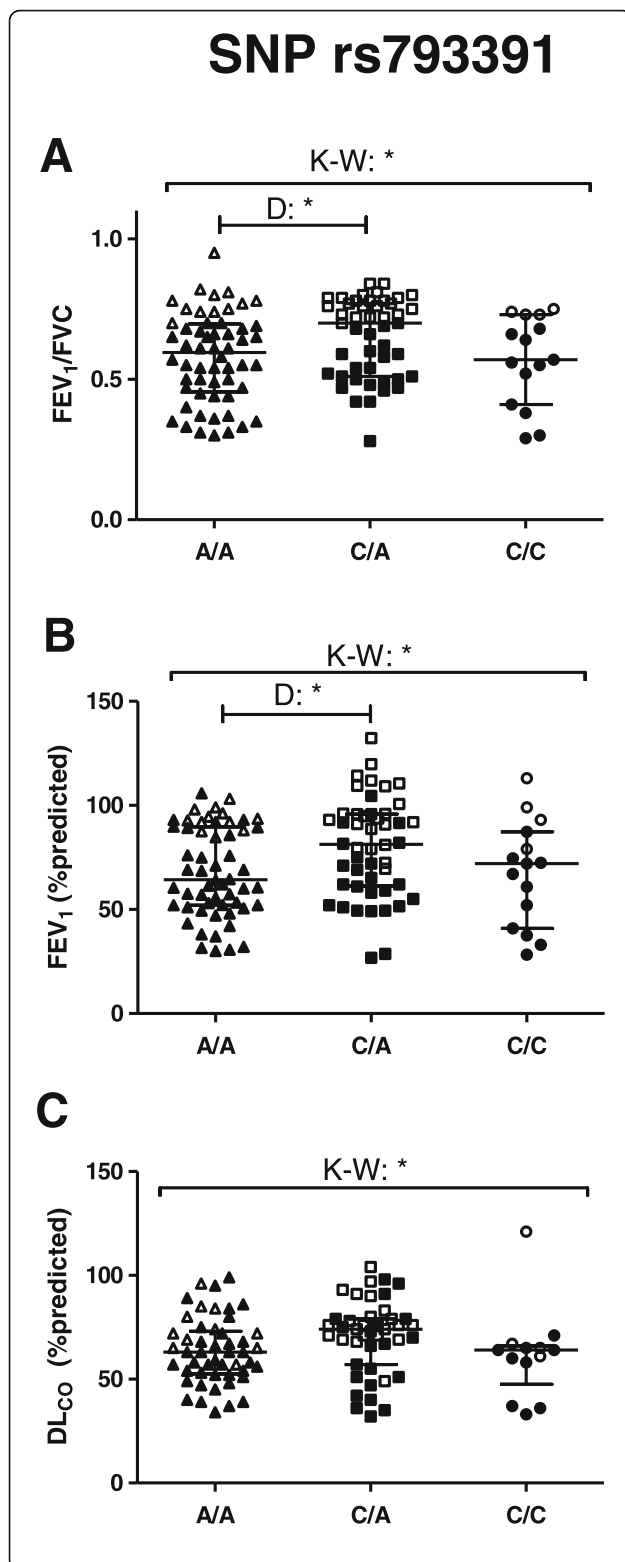 SNP rs793391
A
K-W: *
D: *
FEV1/FVC
1.0
0.5
0.0
A/A C/A C/C
B
K-W: *
D: *
FEV1 (%predicted)
150
100
50
0
A/A C/A C/C
C
K-W: *
DLCO (%predicted)
150
100
50
0
A/A C/A C/C